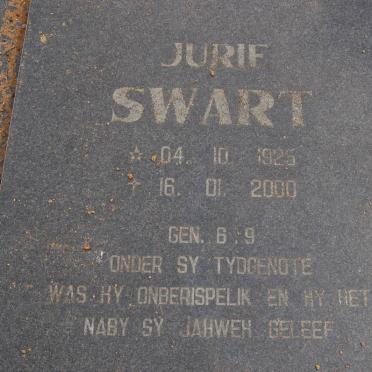 JURIE
SWART
☆ 04. 10. 1925
† 16. 01. 2000
GEN. 6:9
ONDER SY TYDGENOTE
WAS HY ONBERISPELIK EN HY HET
NABY SY JAHWEH GELEEF